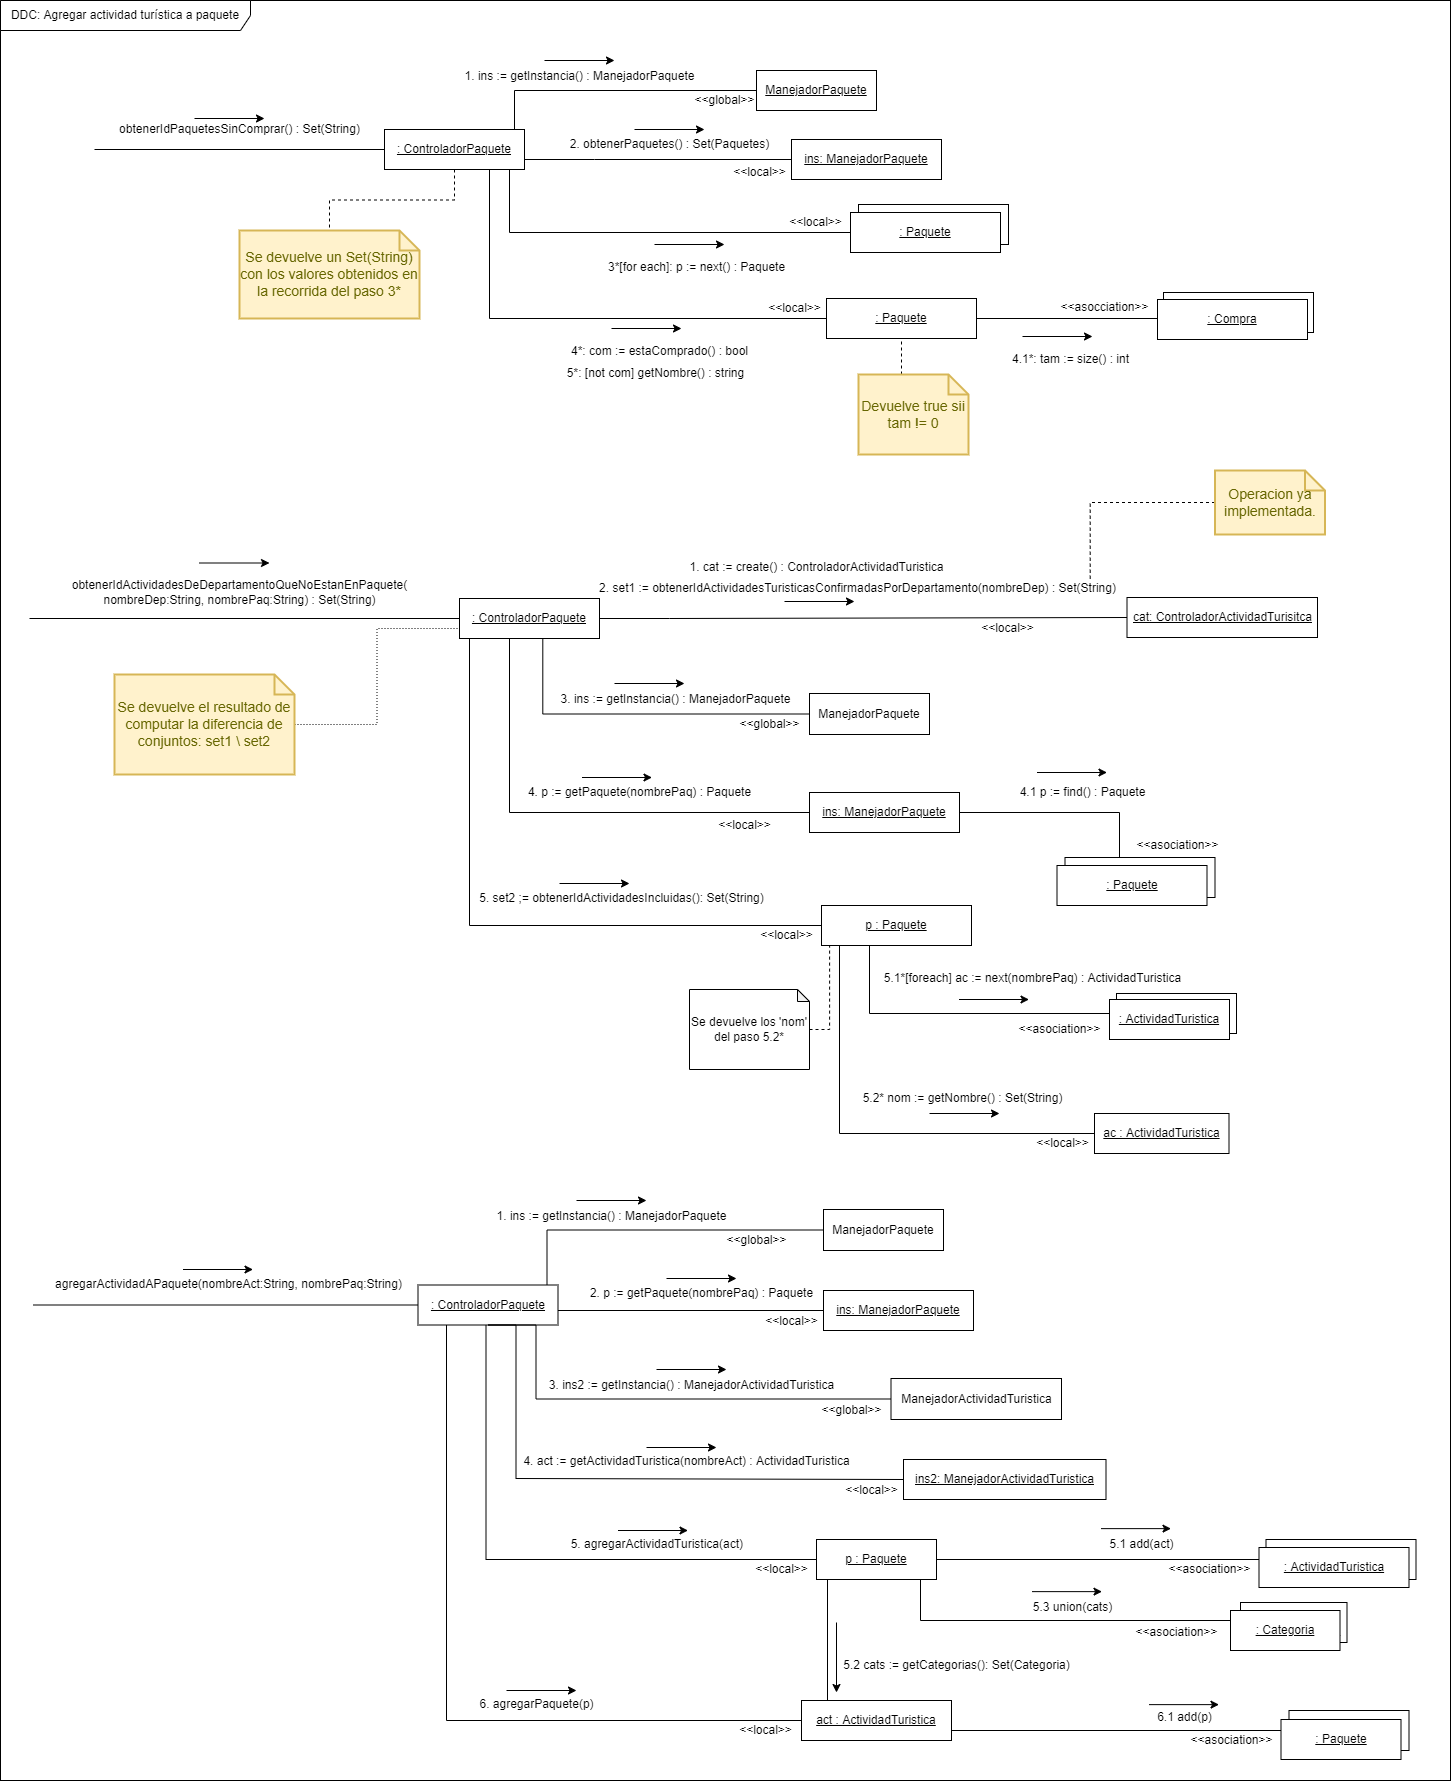 DDC: Agregar actividad turística a paquete
1. ins := getInstancia() : ManejadorPaquete
ManejadorPaquete
<<global>>
obtenerIdPaquetesSinComprar() : Set(String)
: ControladorPaquete
2. obtenerPaquetes() : Set(Paquetes)
ins: ManejadorPaquete
<<local>>
<<local>>
: Paquete
3*[for each]: p := next() : Paquete
Se devuelve un Set(String)
con los valores obtenidos en
la recorrida del paso 3*
<<local>>
: Paquete
<<asocciation>>
: Compra
4*: com := estaComprado() : bool
5*: [not com] getNombre() : string
4.1*: tam := size() : int
Devuelve true sii
tam != 0
Operacion ya
implementada.
obtenerIdActividadesDeDepartamentoQueNoEstanEnPaquete(
nombreDep:String, nombrePaq:String) : Set(String)
1. cat := create() : ControladorActividadTuristica
2. set1 := obtenerIdActividadesTuristicasConfirmadasPorDepartamento(nombreDep) : Set(String)
: ControladorPaquete
cat: ControladorActividadTurisitca
<<local>>
3. ins := getInstancia() : ManejadorPaquete
ManejadorPaquete
<<global>>
Se devuelve el resultado de
computar la diferencia de
conjuntos: set1 \ set2
4. p := getPaquete(nombrePaq) : Paquete
ins: ManejadorPaquete
<<local>>
4.1 p := find() : Paquete
<<asociation>>
: Paquete
5. set2 ;= obtenerIdActividadesIncluidas(): Set(String)
p : Paquete
<<local>>
5.1*[foreach] ac := next(nombrePaq) : ActividadTuristica
: ActividadTuristica
<<asociation>>
Se devuelve los 'nom'
del paso 5.2*
5.2* nom := getNombre() : Set(String)
ac : ActividadTuristica
<<local>>
1. ins := getInstancia() : ManejadorPaquete
ManejadorPaquete
<<global>>
agregarActividadAPaquete(nombreAct:String, nombrePaq:String)
: ControladorPaquete
2. p := getPaquete(nombrePaq) : Paquete
ins: ManejadorPaquete
<<local>>
3. ins2 := getInstancia() : ManejadorActividadTuristica
ManejadorActividadTuristica
<<global>>
4. act := getActividadTuristica(nombreAct) : ActividadTuristica
ins2: ManejadorActividadTuristica
<<local>>
5. agregarActividadTuristica(act)
p : Paquete
<<local>>
5.1 add(act)
: ActividadTuristica
<<asociation>>
5.3 union(cats)
: Categoria
<<asociation>>
5.2 cats := getCategorias(): Set(Categoria)
6. agregarPaquete(p)
act : ActividadTuristica
<<local>>
6.1 add(p)
: Paquete
<<asociation>>